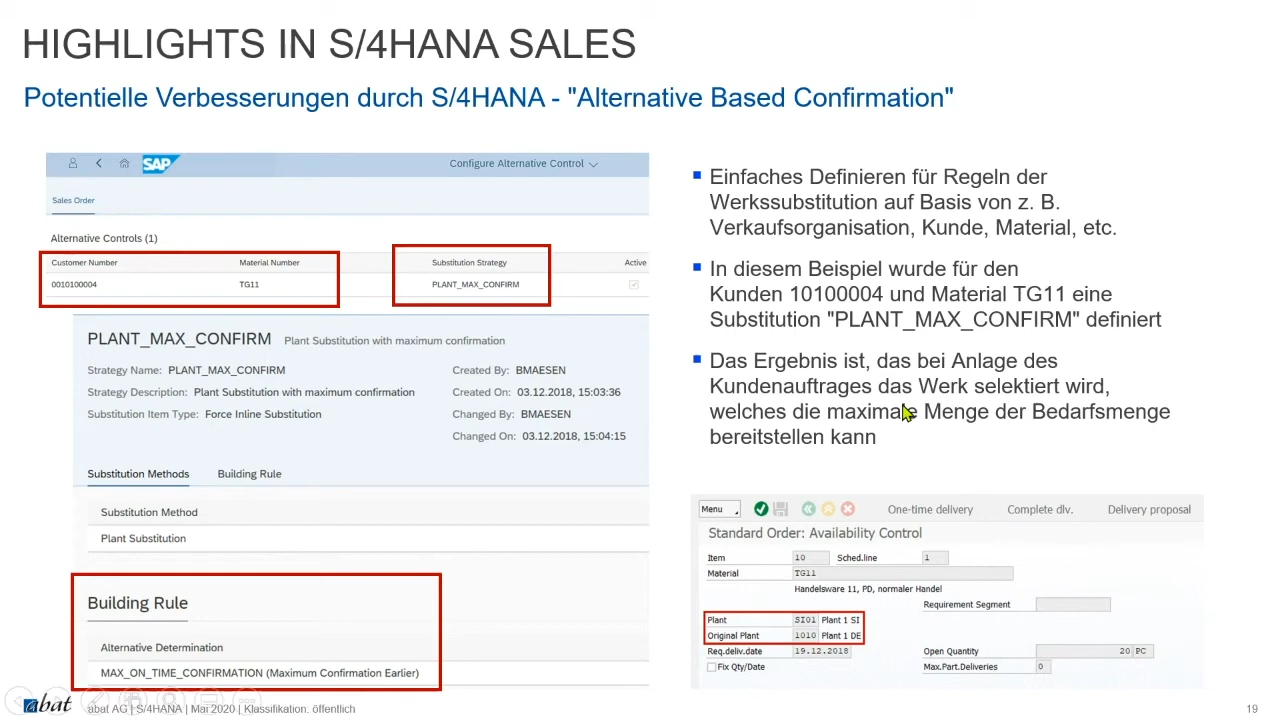 HIGHLIGHTS IN S/4HANA SALES
Potentielle Verbesserungen durch S/4HANA - "Alternative Based Confirmation"
SAP
Configure Alternative Control
Sales Order
Alternative Controls (1)
Customer Number Material Number Substitution Strategy Active
0010100004 TG11 PLANT_MAX_CONFIRM
PLANT_MAX_CONFIRM Plant Substitution with maximum confirmation
Strategy Name: PLANT_MAX_CONFIRM Created By: BMAESEN
Strategy Description: Plant Substitution with maximum confirmation Created On: 03.12.2018, 15:03:36
Substitution Item Type: Force Inline Substitution Changed By: BMAESEN
Changed On: 03.12.2018, 15:04:15
Substitution Methods Building Rule
Substitution Method
Plant Substitution
Building Rule
Alternative Determination
MAX_ON_TIME_CONFIRMATION (Maximum Confirmation Earlier)
Einfaches Definieren für Regeln der
Werkssubstitution auf Basis von z. B.
Verkaufsorganisation, Kunde, Material, etc.
In diesem Beispiel wurde für den
Kunden 10100004 und Material TG11 eine
Substitution "PLANT_MAX_CONFIRM" definiert
Das Ergebnis ist, das bei Anlage des
Kundenauftrages das Werk selektiert wird,
welches die maximale Menge der Bedarfsmenge
bereitstellen kann
Menu One-time delivery Complete dlv. Delivery proposal
Standard Order: Availability Control
Item 10 Sched.line 1
Material TG11
Handelsware 11, PD, normaler Handel
Requirement Segment
Plant SI01 Plant 1 SI
Original Plant 1010 Plant 1 DE
Req.deliv.date 19.12.2018 Open Quantity 20 PC
Fix Qty/Date Max.Part.Deliveries 0
abat abat AG | S/4HANA | Mai 2020 | Klassifikation: öffentlich
19